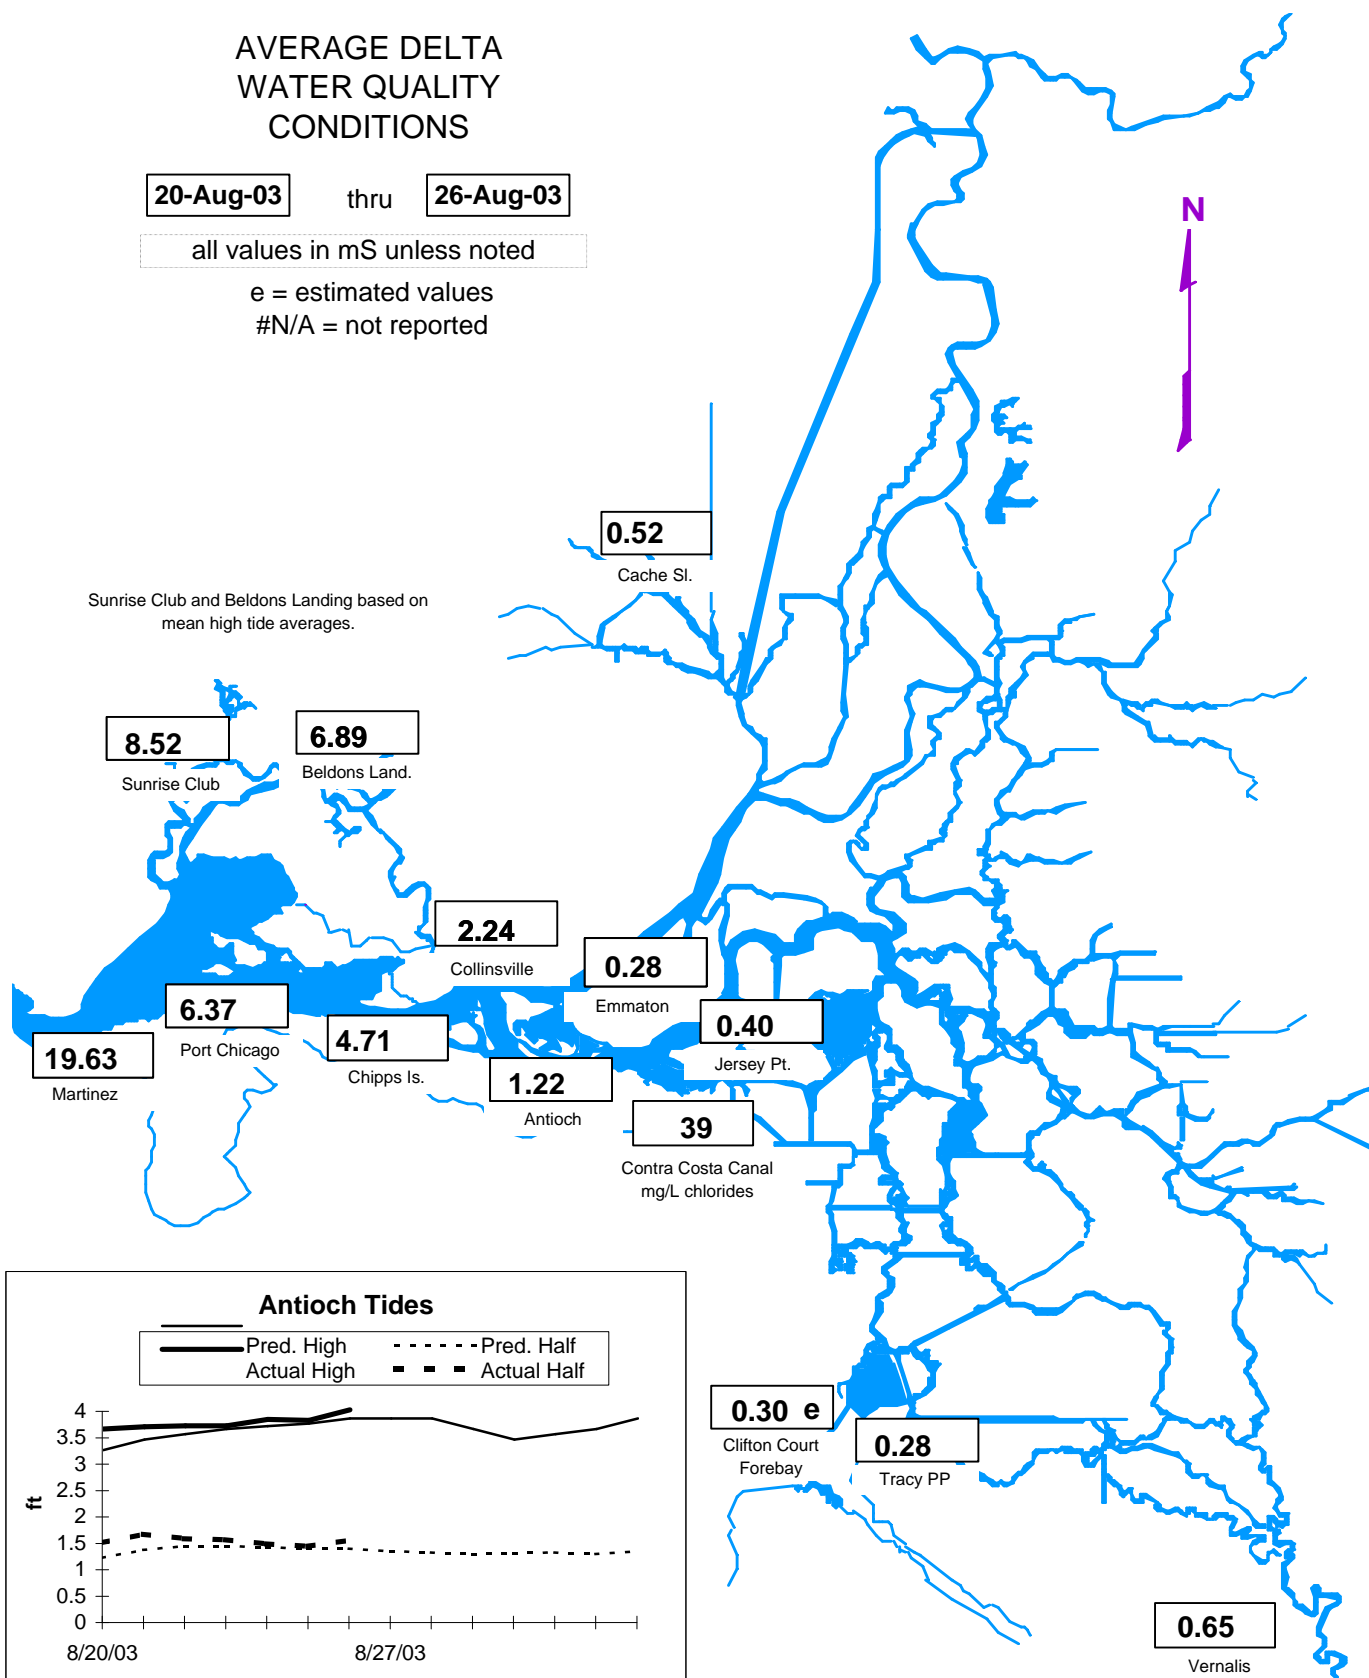 AVERAGE DELTA
WATER QUALITY
CONDITIONS
20-Aug-03 thru 26-Aug-03
all values in mS unless noted
e = estimated values
#N/A = not reported
N
0.52
Cache Sl.
Sunrise Club and Beldons Landing based on
mean high tide averages.
8.52
Sunrise Club
6.89
Beldons Land.
2.24
Collinsville
0.28
Emmaton
6.37
Port Chicago
4.71
Chipps Is.
0.40
Jersey Pt.
19.63
Martinez
1.22
Antioch
39
Contra Costa Canal
mg/L chlorides
Antioch Tides
Pred. High Pred. Half
Actual High Actual Half
4
3.5
3
2.5
2
1.5
1
0.5
0
ft
8/20/03 8/27/03
0.30 e
Clifton Court
Forebay
0.28
Tracy PP
0.65
Vernalis